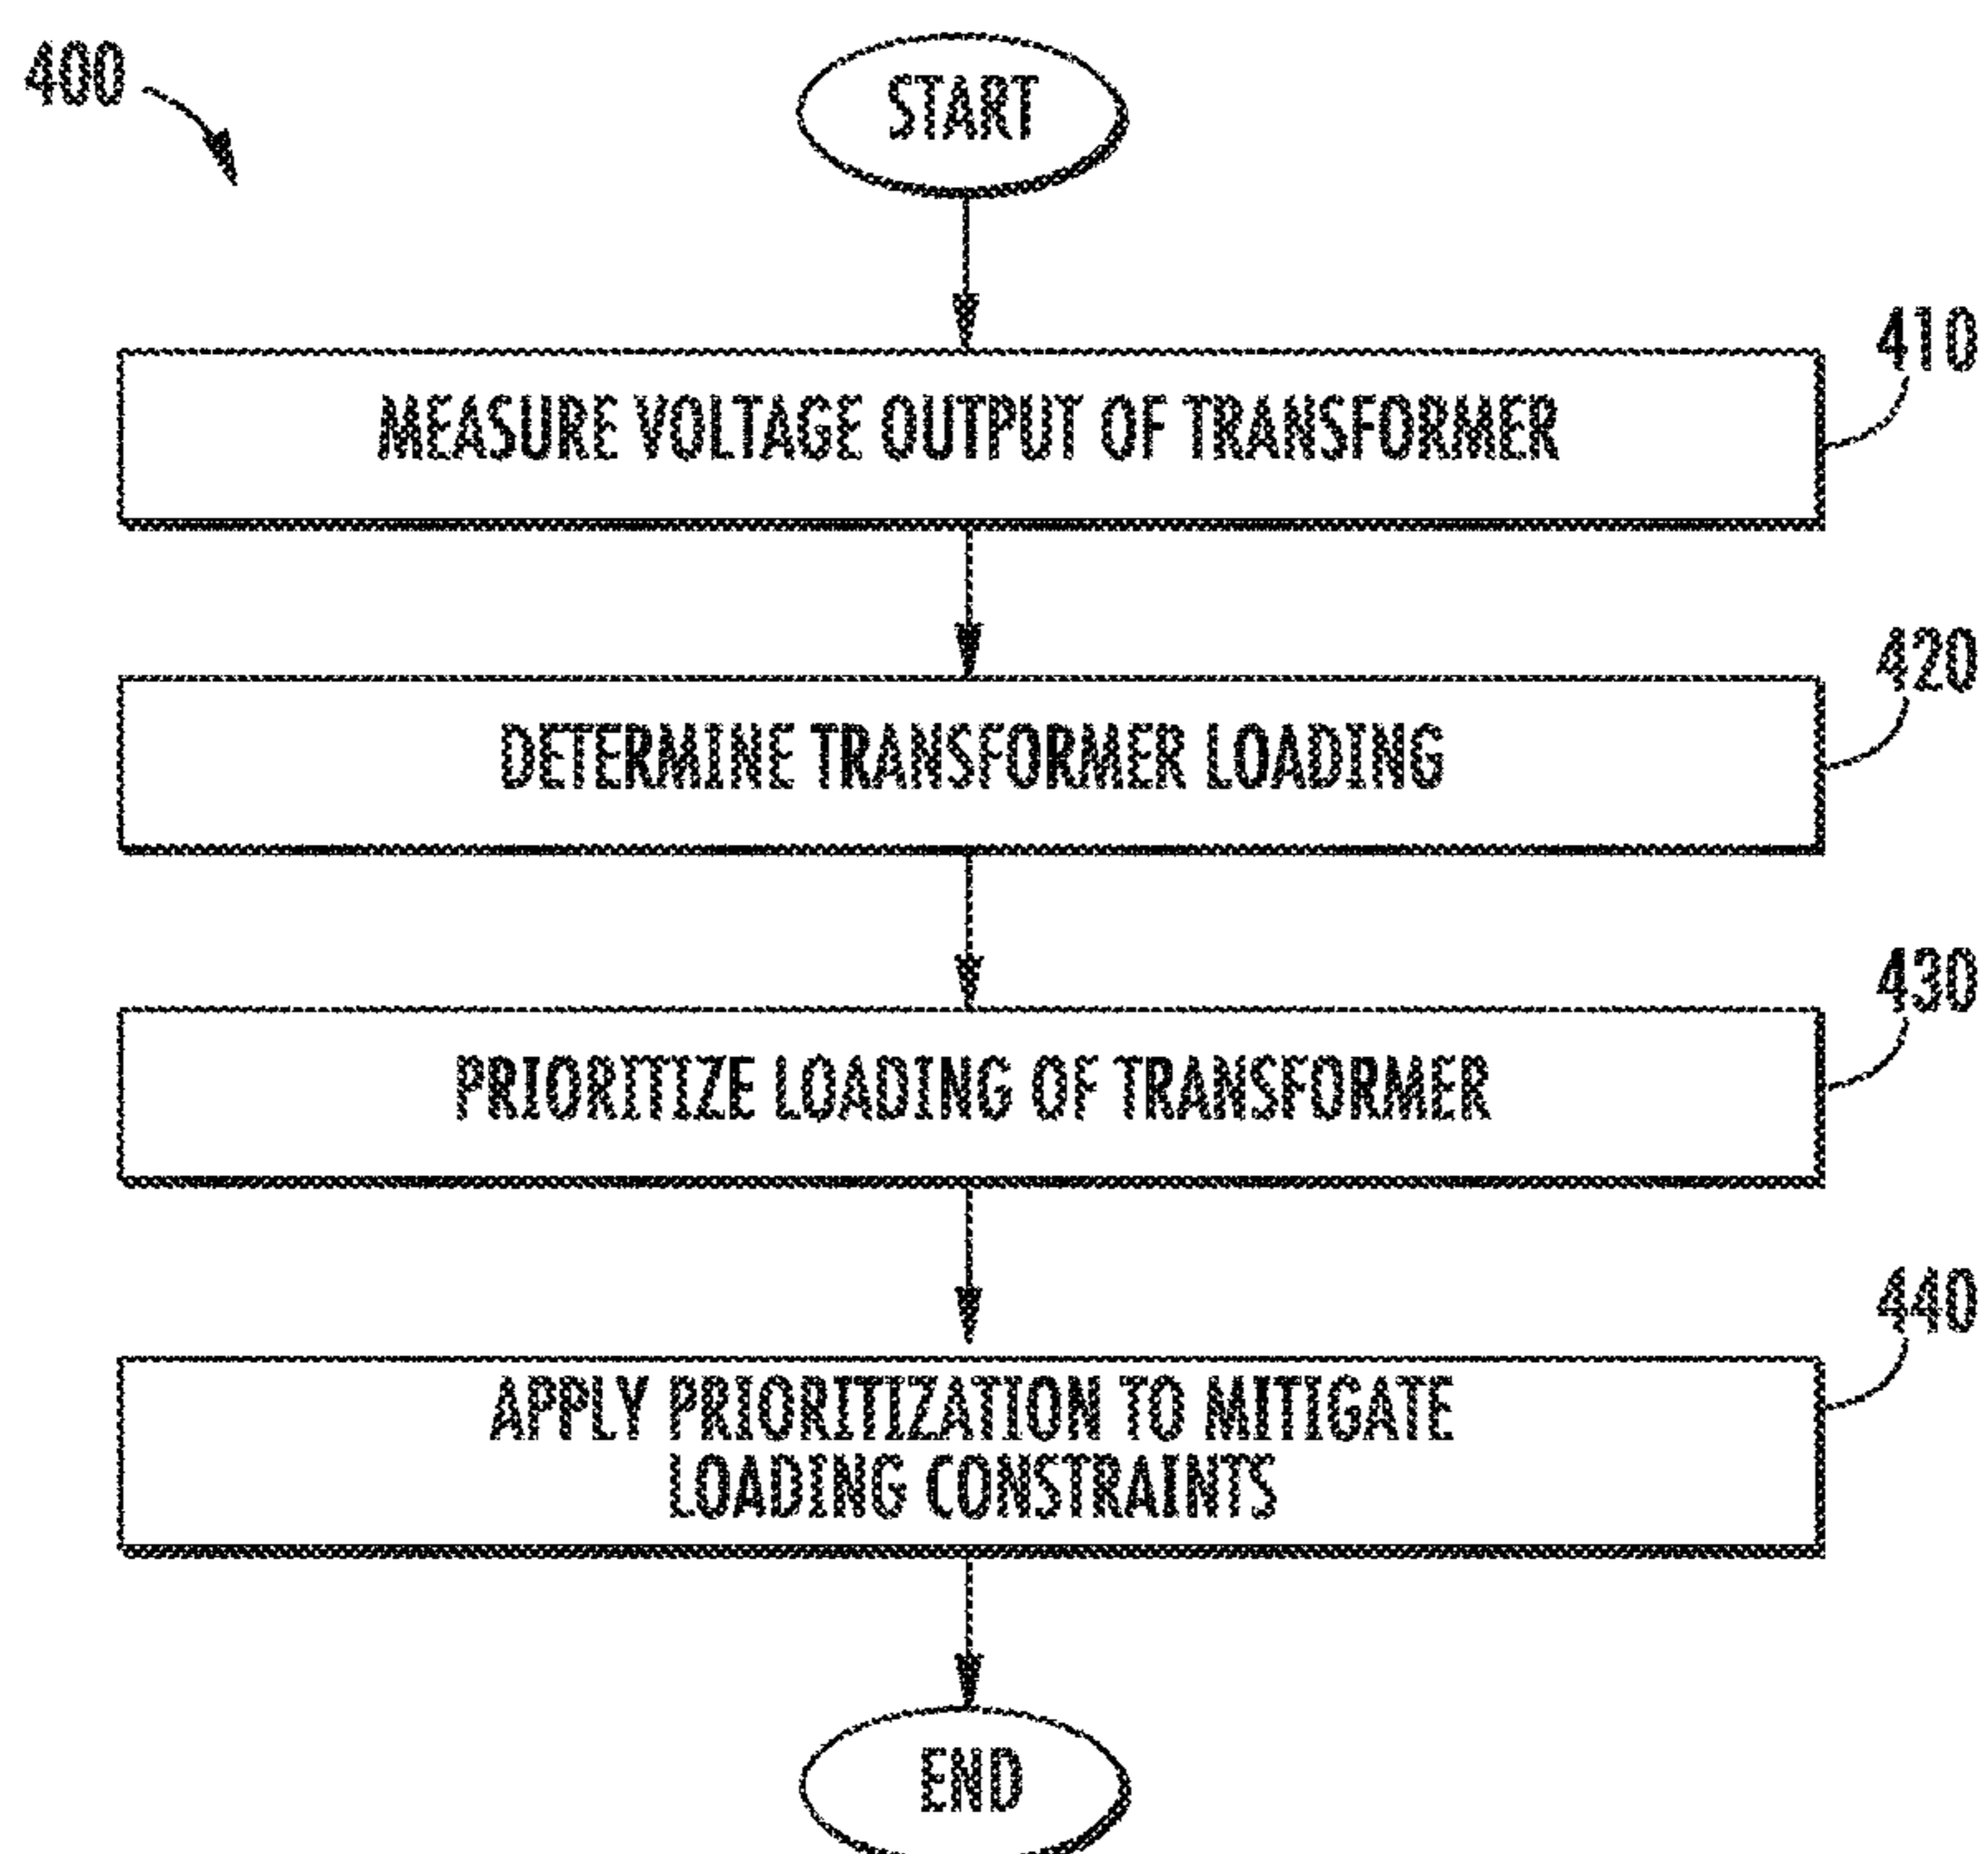 400
START
410
MEASURE VOLTAGE OUTPUT OF TRANSFORMER
420
DETERMINE TRANSFORMER LOADING
430
PRIORITIZE LOADING OF TRANSFORMER
440
APPLY PRIORITIZATION TO MITIGATE
LOADING CONSTRAINTS
END